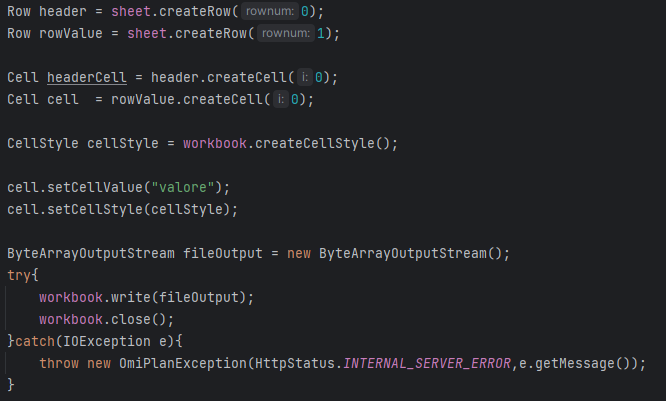 Row header = sheet.createRow( rownum: 0);
Row rowValue = sheet.createRow( rownum: 1);
Cell headerCell = header.createCell( i: 0);
Cell cell  = rowValue.createCell( i: 0);
CellStyle cellStyle = workbook.createCellStyle();
cell.setCellValue("valore");
cell.setCellStyle(cellStyle);
ByteArrayOutputStream fileOutput = new ByteArrayOutputStream();
try{
    workbook.write(fileOutput);
    workbook.close();
}catch(IOException e){
    throw new OmiPlanException(HttpStatus.INTERNAL_SERVER_ERROR,e.getMessage());
}